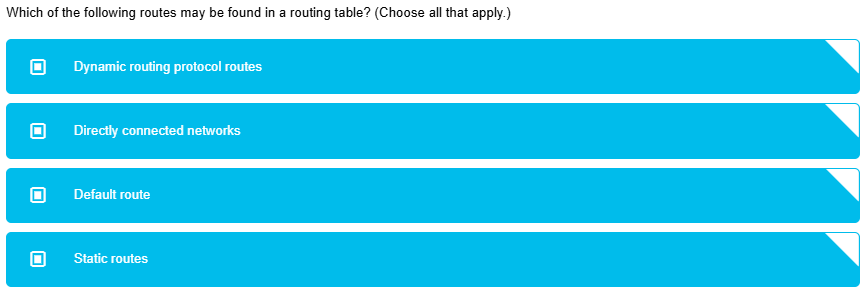 Which of the following routes may be found in a routing table? (Choose all that apply.)
Dynamic routing protocol routes
Directly connected networks
Default route
Static routes